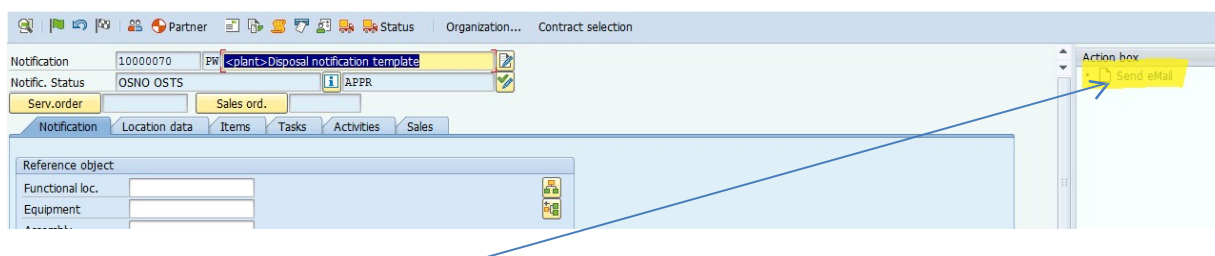 Partner Status Organization... Contract selection
Notification 10000070 PW <plant>Disposal notification template
Notific. Status OSNO OSTS APPR
Serv.order Sales ord.
Notification Location data Items Tasks Activities Sales
Reference object
Functional loc.
Equipment
Action box
Send eMail